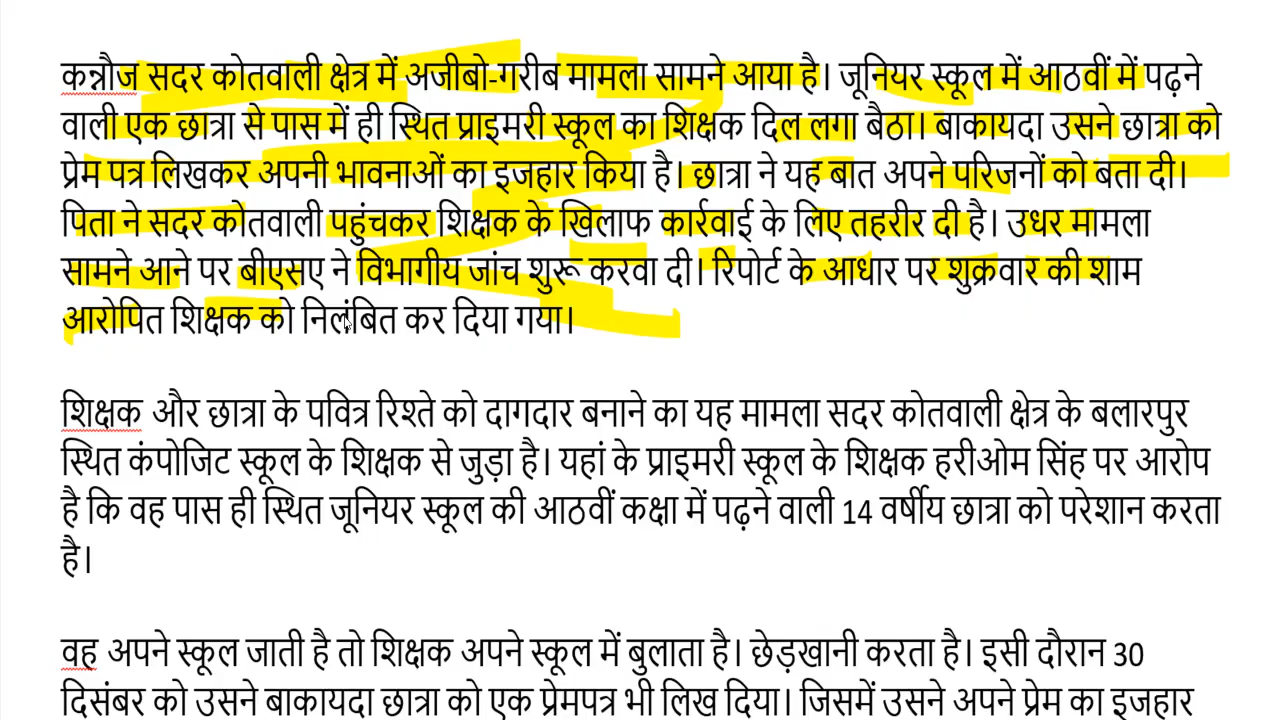 कन्नौज सदर कोतवाली क्षेत्र में अजीबो-गरीब मामला सामने आया है। जूनियर स्कूल में आठवीं में पढ़ने
वाली एक छात्रा से पास में ही स्थित प्राइमरी स्कूल का शिक्षक दिल लगा बैठा। बाकायदा उसने छात्रा को
प्रेम पत्र लिखकर अपनी भावनाओं का इजहार किया है। छात्रा ने यह बात अपने परिजनों को बता दी।
पिता ने सदर कोतवाली पहुंचकर शिक्षक के खिलाफ कार्रवाई के लिए तहरीर दी है। उधर मामला
सामने आने पर बीएसए ने विभागीय जांच शुरू करवा दी। रिपोर्ट के आधार पर शुक्रवार की शाम
आरोपित शिक्षक को निलंबित कर दिया गया।
शिक्षक और छात्रा के पवित्र रिश्ते को दागदार बनाने का यह मामला सदर कोतवाली क्षेत्र के बलारपुर
स्थित कंपोजिट स्कूल के शिक्षक से जुड़ा है। यहां के प्राइमरी स्कूल के शिक्षक हरीओम सिंह पर आरोप
है कि वह पास ही स्थित जूनियर स्कूल की आठवीं कक्षा में पढ़ने वाली 14 वर्षीय छात्रा को परेशान करता
है।
वह अपने स्कूल जाती है तो शिक्षक अपने स्कूल में बुलाता है। छेड़खानी करता है। इसी दौरान 30
दिसंबर को उसने बाकायदा छात्रा को एक प्रेमपत्र भी लिख दिया। जिसमें उसने अपने प्रेम का इजहार